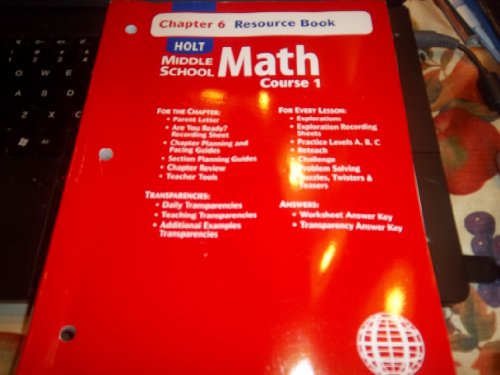 Chapter 6 Resource Book
HOLT
MIDDLE
SCHOOL Math
Course 1
FOR THE CHAPTER:
• Parent Letter
• Are You Ready?
Recording Sheet
• Chapter Planning and
Pacing Guides
• Section Planning Guides
• Chapter Review
• Teacher Tools
FOR EVERY LESSON:
• Explorations
• Exploration Recording
Sheets
• Practice Levels A, B, C
• Reteach
• Challenge
• Problem Solving
• Puzzles, Twisters &
Teasers
TRANSPARENCIES:
• Daily Transparencies
• Teaching Transparencies
• Additional Examples
Transparencies
ANSWERS:
• Worksheet Answer Key
• Transparency Answer Key